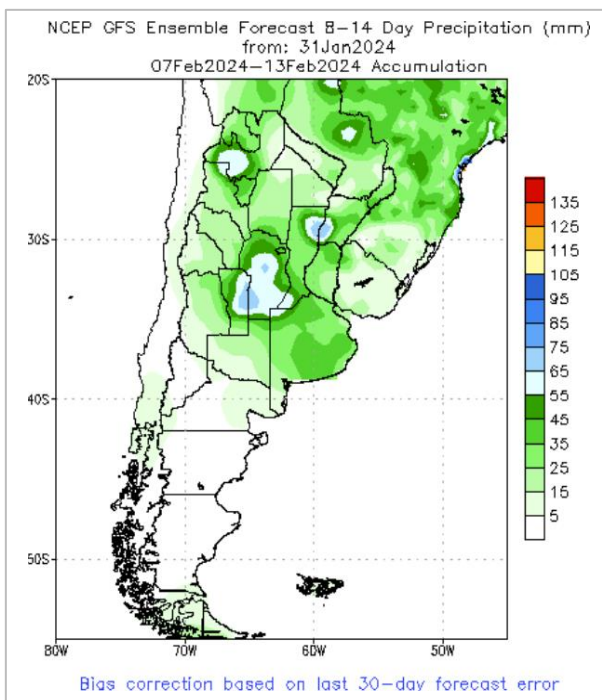 NCEP GFS Ensemble Forecast 8-14 Day Precipitation (mm)
from: 31Jan2024
07Feb2024-13Feb2024 Accumulation
20S
30S
40S
50S
80W
70W
60W
50W
135
125
115
105
95
85
75
65
55
45
35
25
15
5
Bias correction based on last 30-day forecast error